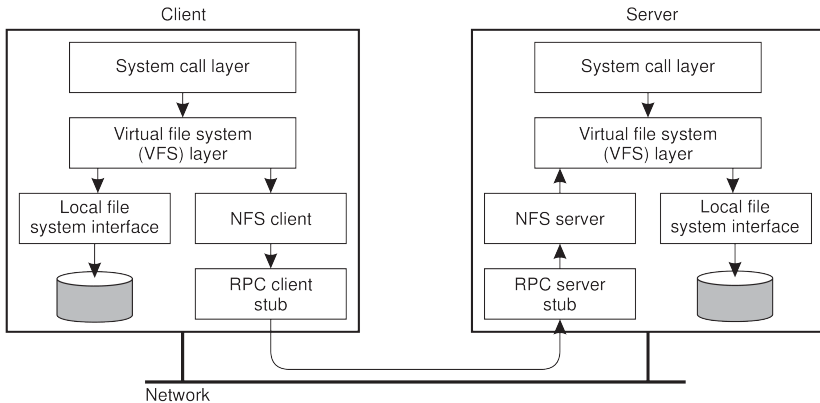 Client
Server
System call layer
System call layer
Virtual file system
(VFS) layer
Virtual file system
(VFS) layer
Local file
system interface
NFS client
NFS server
Local file
system interface
RPC client
stub
RPC server
stub
Network